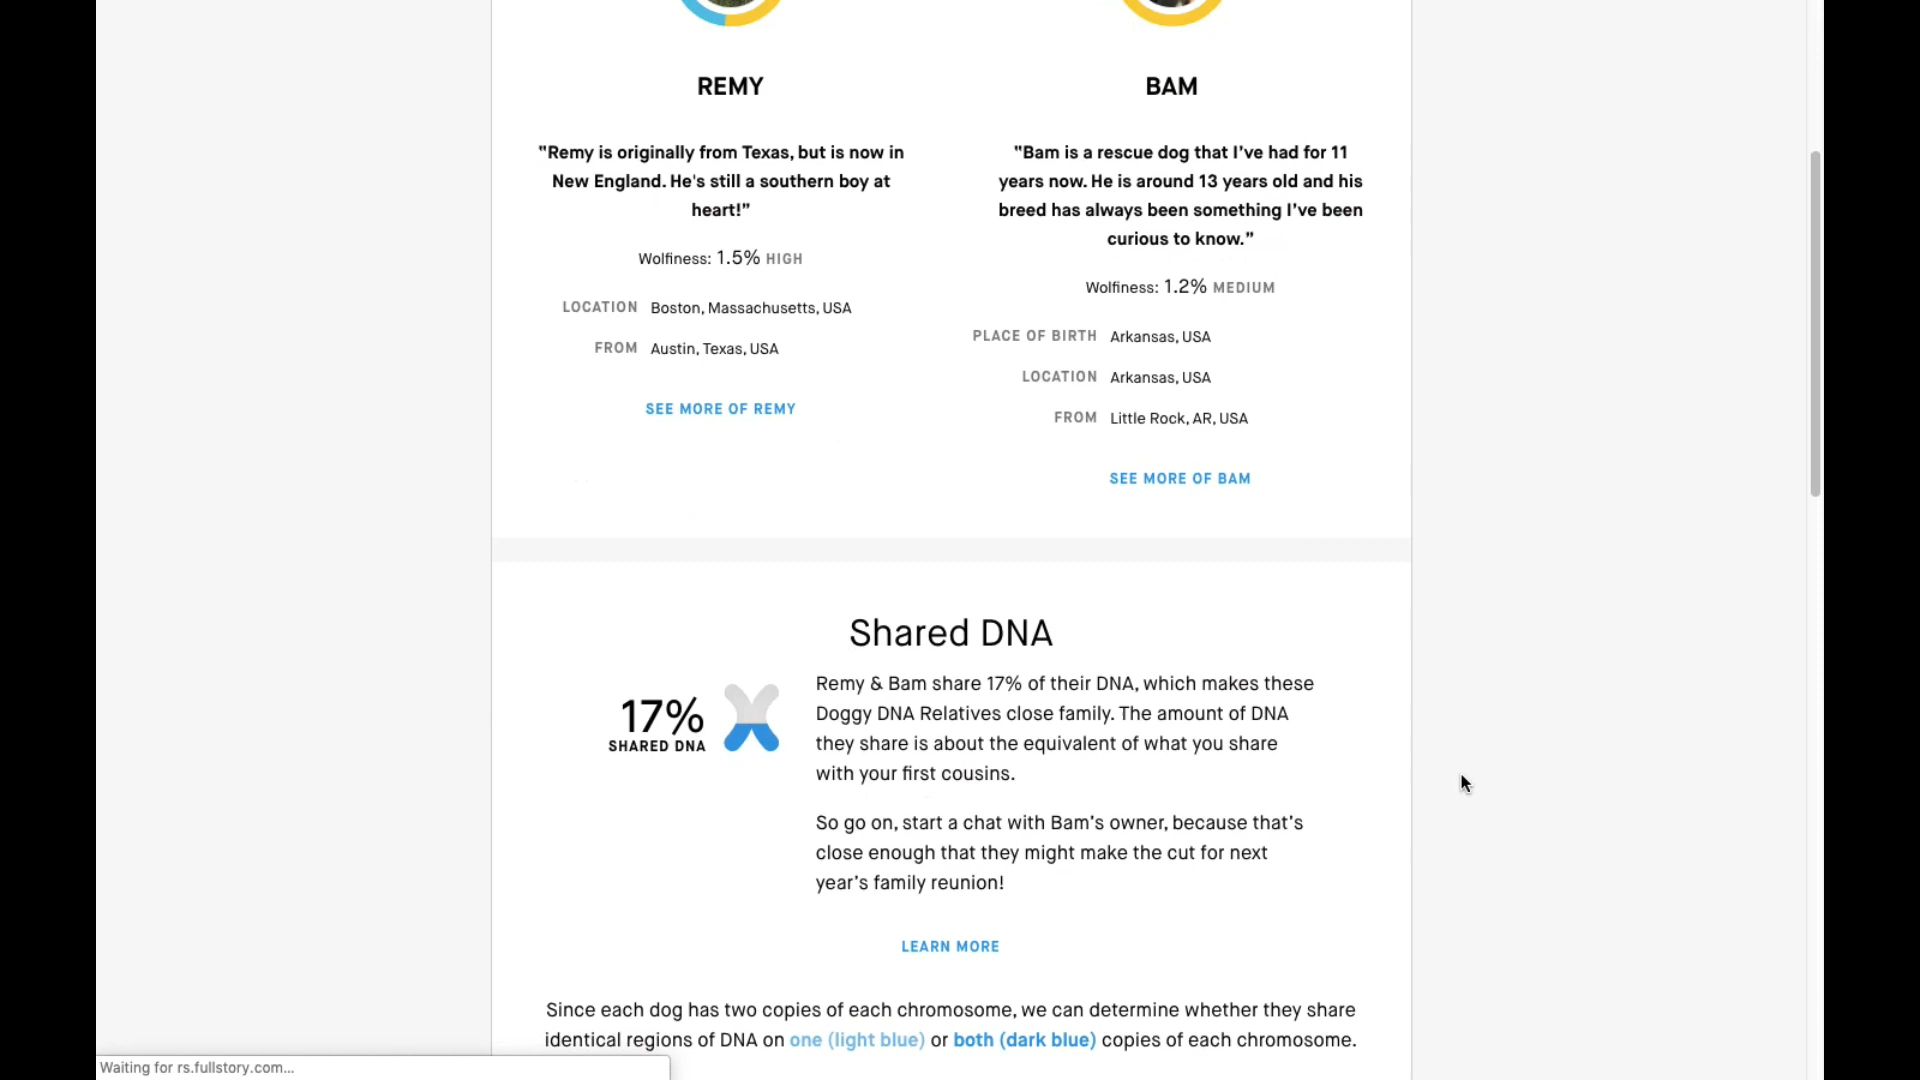 REMY
"Remy is originally from Texas, but is now in
New England. He's still a southern boy at
heart!"
Wolfiness: 1.5% HIGH
LOCATION Boston, Massachusetts, USA
FROM Austin, Texas, USA
SEE MORE OF REMY
BAM
"Bam is a rescue dog that I've had for 11
years now. He is around 13 years old and his
breed has always been something I've been
curious to know."
Wolfiness: 1.2% MEDIUM
PLACE OF BIRTH Arkansas, USA
LOCATION Arkansas, USA
FROM Little Rock, AR, USA
SEE MORE OF BAM
Shared DNA
17%
SHARED DNA
Remy & Bam share 17% of their DNA, which makes these
Doggy DNA Relatives close family. The amount of DNA
they share is about the equivalent of what you share
with your first cousins.
So go on, start a chat with Bam's owner, because that's
close enough that they might make the cut for next
year's family reunion!
LEARN MORE
Since each dog has two copies of each chromosome, we can determine whether they share
identical regions of DNA on one (light blue) or both (dark blue) copies of each chromosome.
Waiting for rs.fullstory.com...